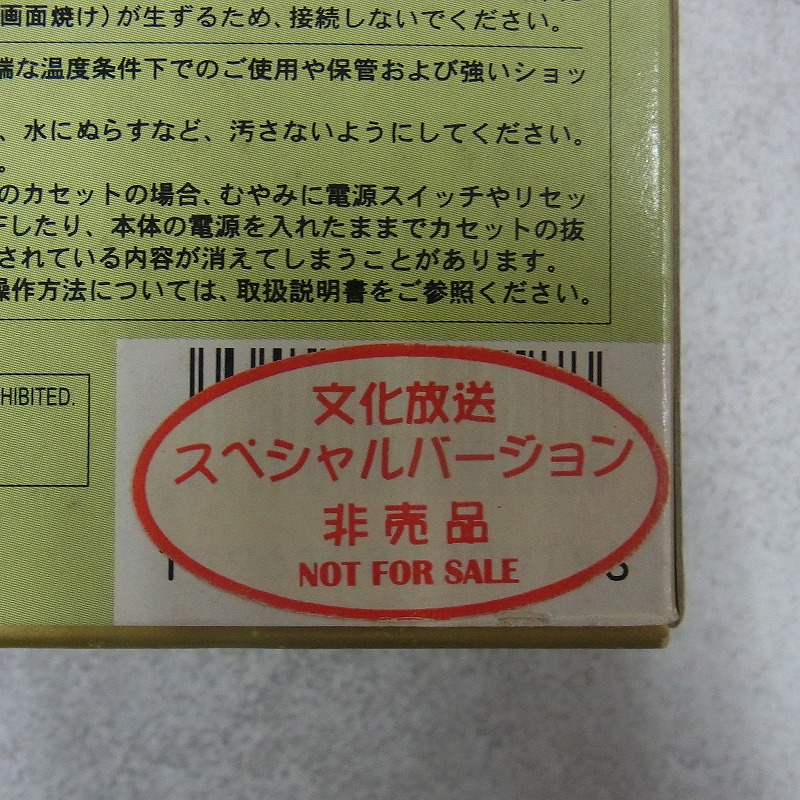 画面焼け)が生ずるため、接続しないでください。
端な温度条件下でのご使用や保管および強いショッ
、水にぬらすなど、汚さないようにしてください。
。
のカセットの場合、むやみに電源スイッチやリセッ
Fしたり、本体の電源を入れたままでカセットの抜
されている内容が消えてしまうことがあります。
操作方法については、取扱説明書をご参照ください。
HIBITED.
文化放送
スペシャルバージョン
非売品
NOT FOR SALE